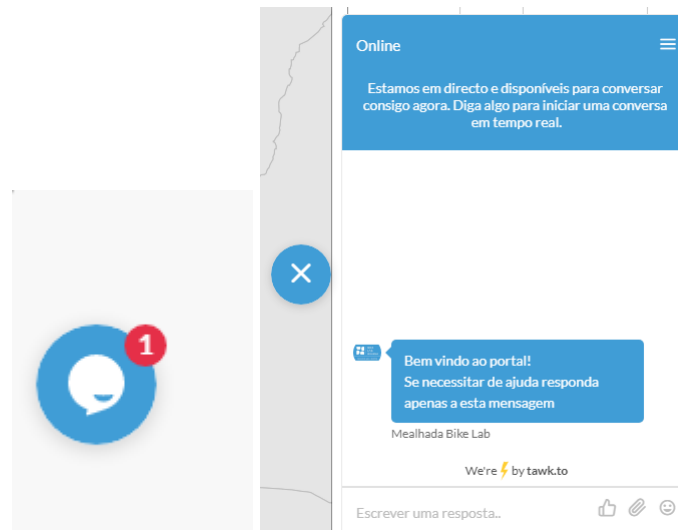 1
Online
Estamos em directo e disponíveis para conversar
consigo agora. Diga algo para iniciar uma conversa
em tempo real.
Bem vindo ao portal!
Se necessitar de ajuda responda
apenas a esta mensagem
Mealhada Bike Lab
We're by tawk.to
Escrever uma resposta..